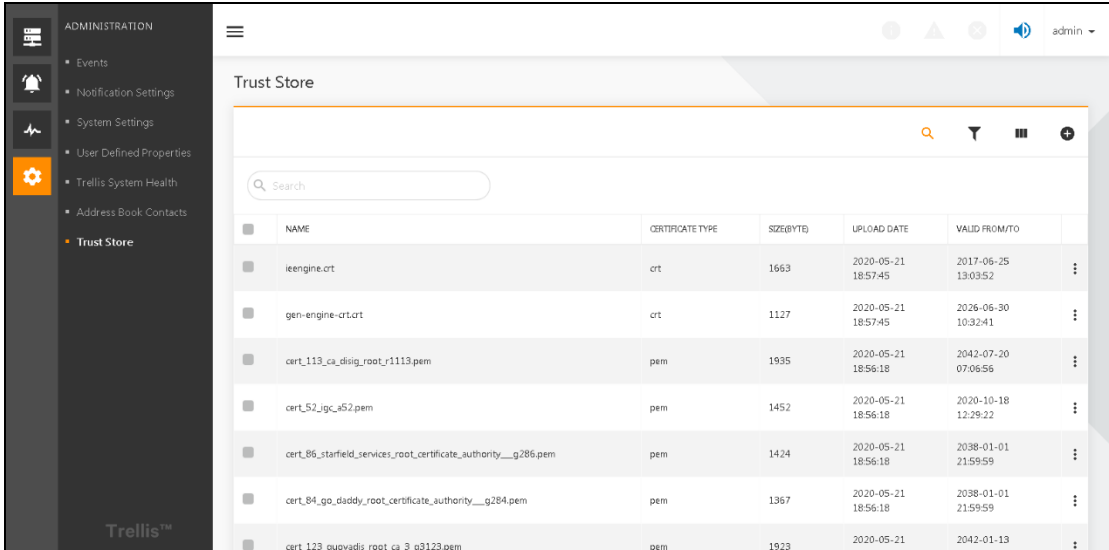 ADMINISTRATION
Events
Notification Settings
System Settings
User Defined Properties
Trellis System Health
Address Book Contacts
Trust Store
Trellis™
admin
Trust Store
Search
NAME CERTIFICATE TYPE SIZE(BYTE) UPLOAD DATE VALID FROM/TO
ieengine.crt crt 1663 2020-05-21 2017-06-25
18:57:45 13:03:52
gen-engine-crt.crt crt 1127 2020-05-21 2026-06-30
18:57:45 10:32:41
cert_113_ca_disig_root_r1113.pem pem 1935 2020-05-21 2042-07-20
18:56:18 07:06:56
cert_52_igc_a52.pem pem 1452 2020-05-21 2020-10-18
18:56:18 12:29:22
cert_86_starfield_services_root_certificate_authority___g286.pem pem 1424 2020-05-21 2038-01-01
18:56:18 21:59:59
cert_84_go_daddy_root_certificate_authority___g284.pem pem 1367 2020-05-21 2038-01-01
18:56:18 21:59:59
cert_123_quovadis_root_ca_3_g3123.pem pem 1923 2020-05-21 2042-01-13